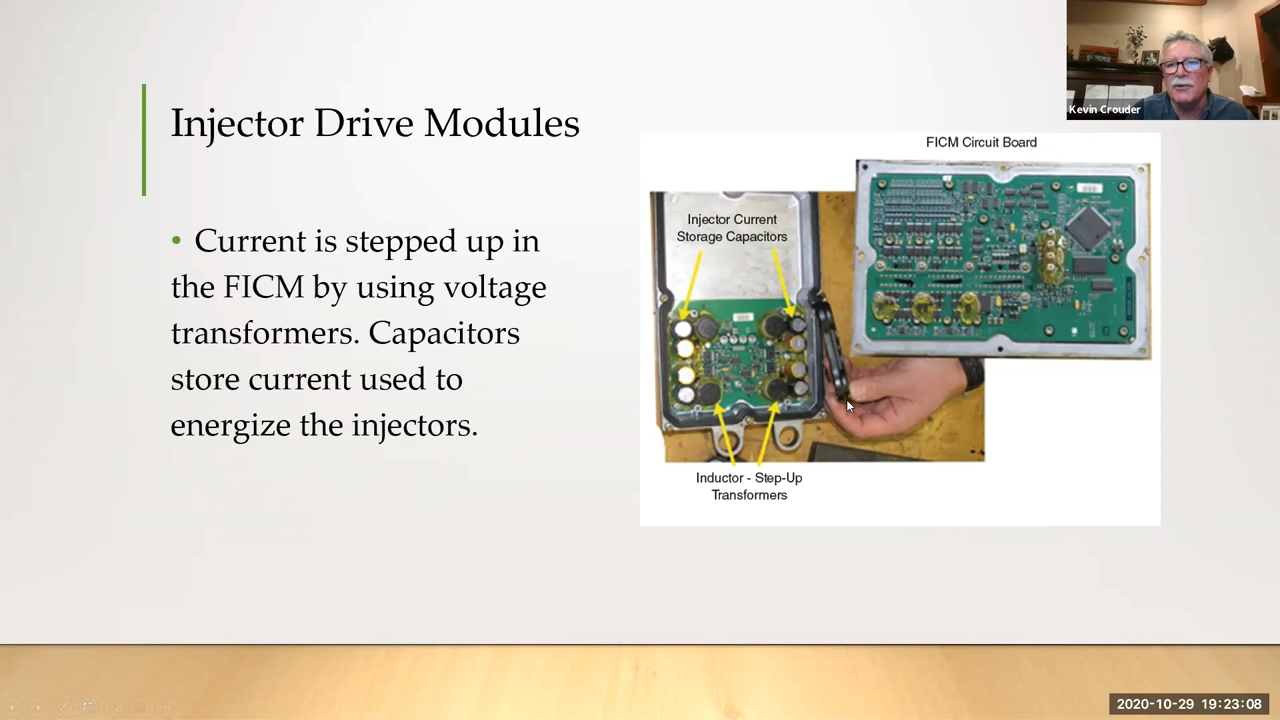 Kevin Crouder
Injector Drive Modules
• Current is stepped up in
the FICM by using voltage
transformers. Capacitors
store current used to
energize the injectors.
FICM Circuit Board
Injector Current
Storage Capacitors
Inductor - Step-Up
Transformers
2020-10-29 19:23:08